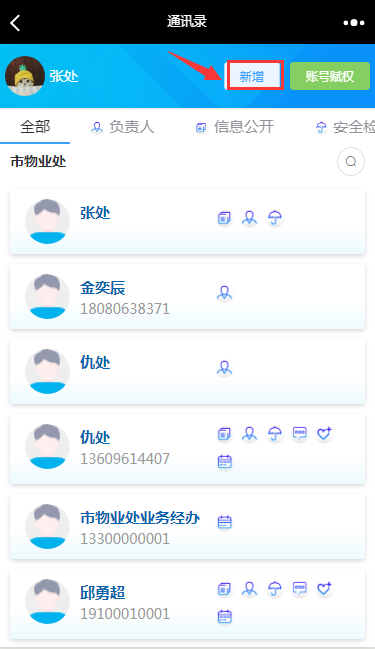 通讯录
张处
新增
账号赋权
全部
负责人
信息公开
安全检
市物业处
张处
金奕辰
18080638371
仇处
仇处
13609614407
市物业处业务经办
13300000001
邱勇超
19100010001